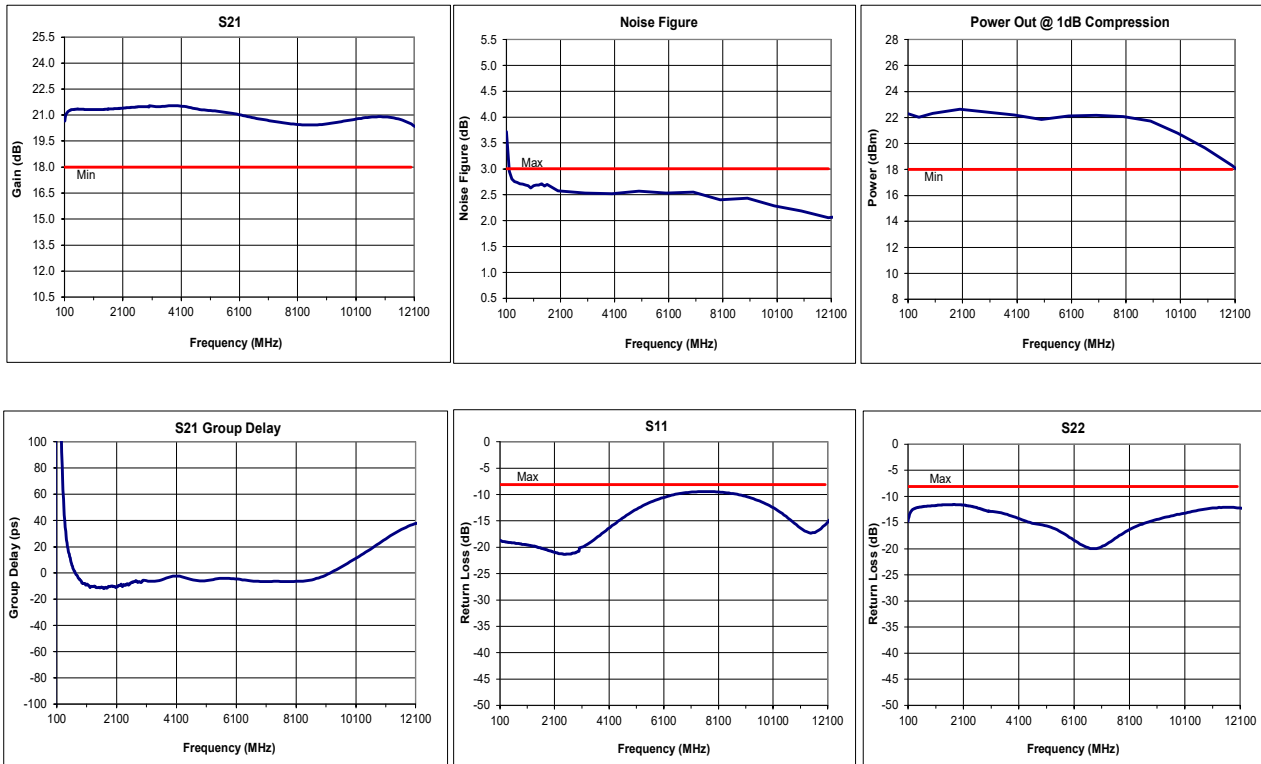 S21
25.5
24.0
22.5
21.0
19.5
18.0
16.5
15.0
13.5
12.0
10.5
Gain (dB)
Min
100 2100 4100 6100 8100 10100 12100
Frequency (MHz)
Noise Figure
5.5
5.0
4.5
4.0
3.5
3.0
2.5
2.0
1.5
1.0
0.5
Noise Figure (dB)
Max
100 2100 4100 6100 8100 10100 12100
Frequency (MHz)
Power Out @ 1dB Compression
28
26
24
22
20
18
16
14
12
10
8
Power (dBm)
Min
100 2100 4100 6100 8100 10100 12100
Frequency (MHz)
S21 Group Delay
100
80
60
40
20
0
-20
-40
-60
-80
-100
Group Delay (ps)
100 2100 4100 6100 8100 10100 12100
Frequency (MHz)
S11
0
-5
-10
-15
-20
-25
-30
-35
-40
-45
-50
Return Loss (dB)
Max
100 2100 4100 6100 8100 10100 12100
Frequency (MHz)
S22
0
-5
-10
-15
-20
-25
-30
-35
-40
-45
-50
Return Loss (dB)
Max
100 2100 4100 6100 8100 10100 12100
Frequency (MHz)